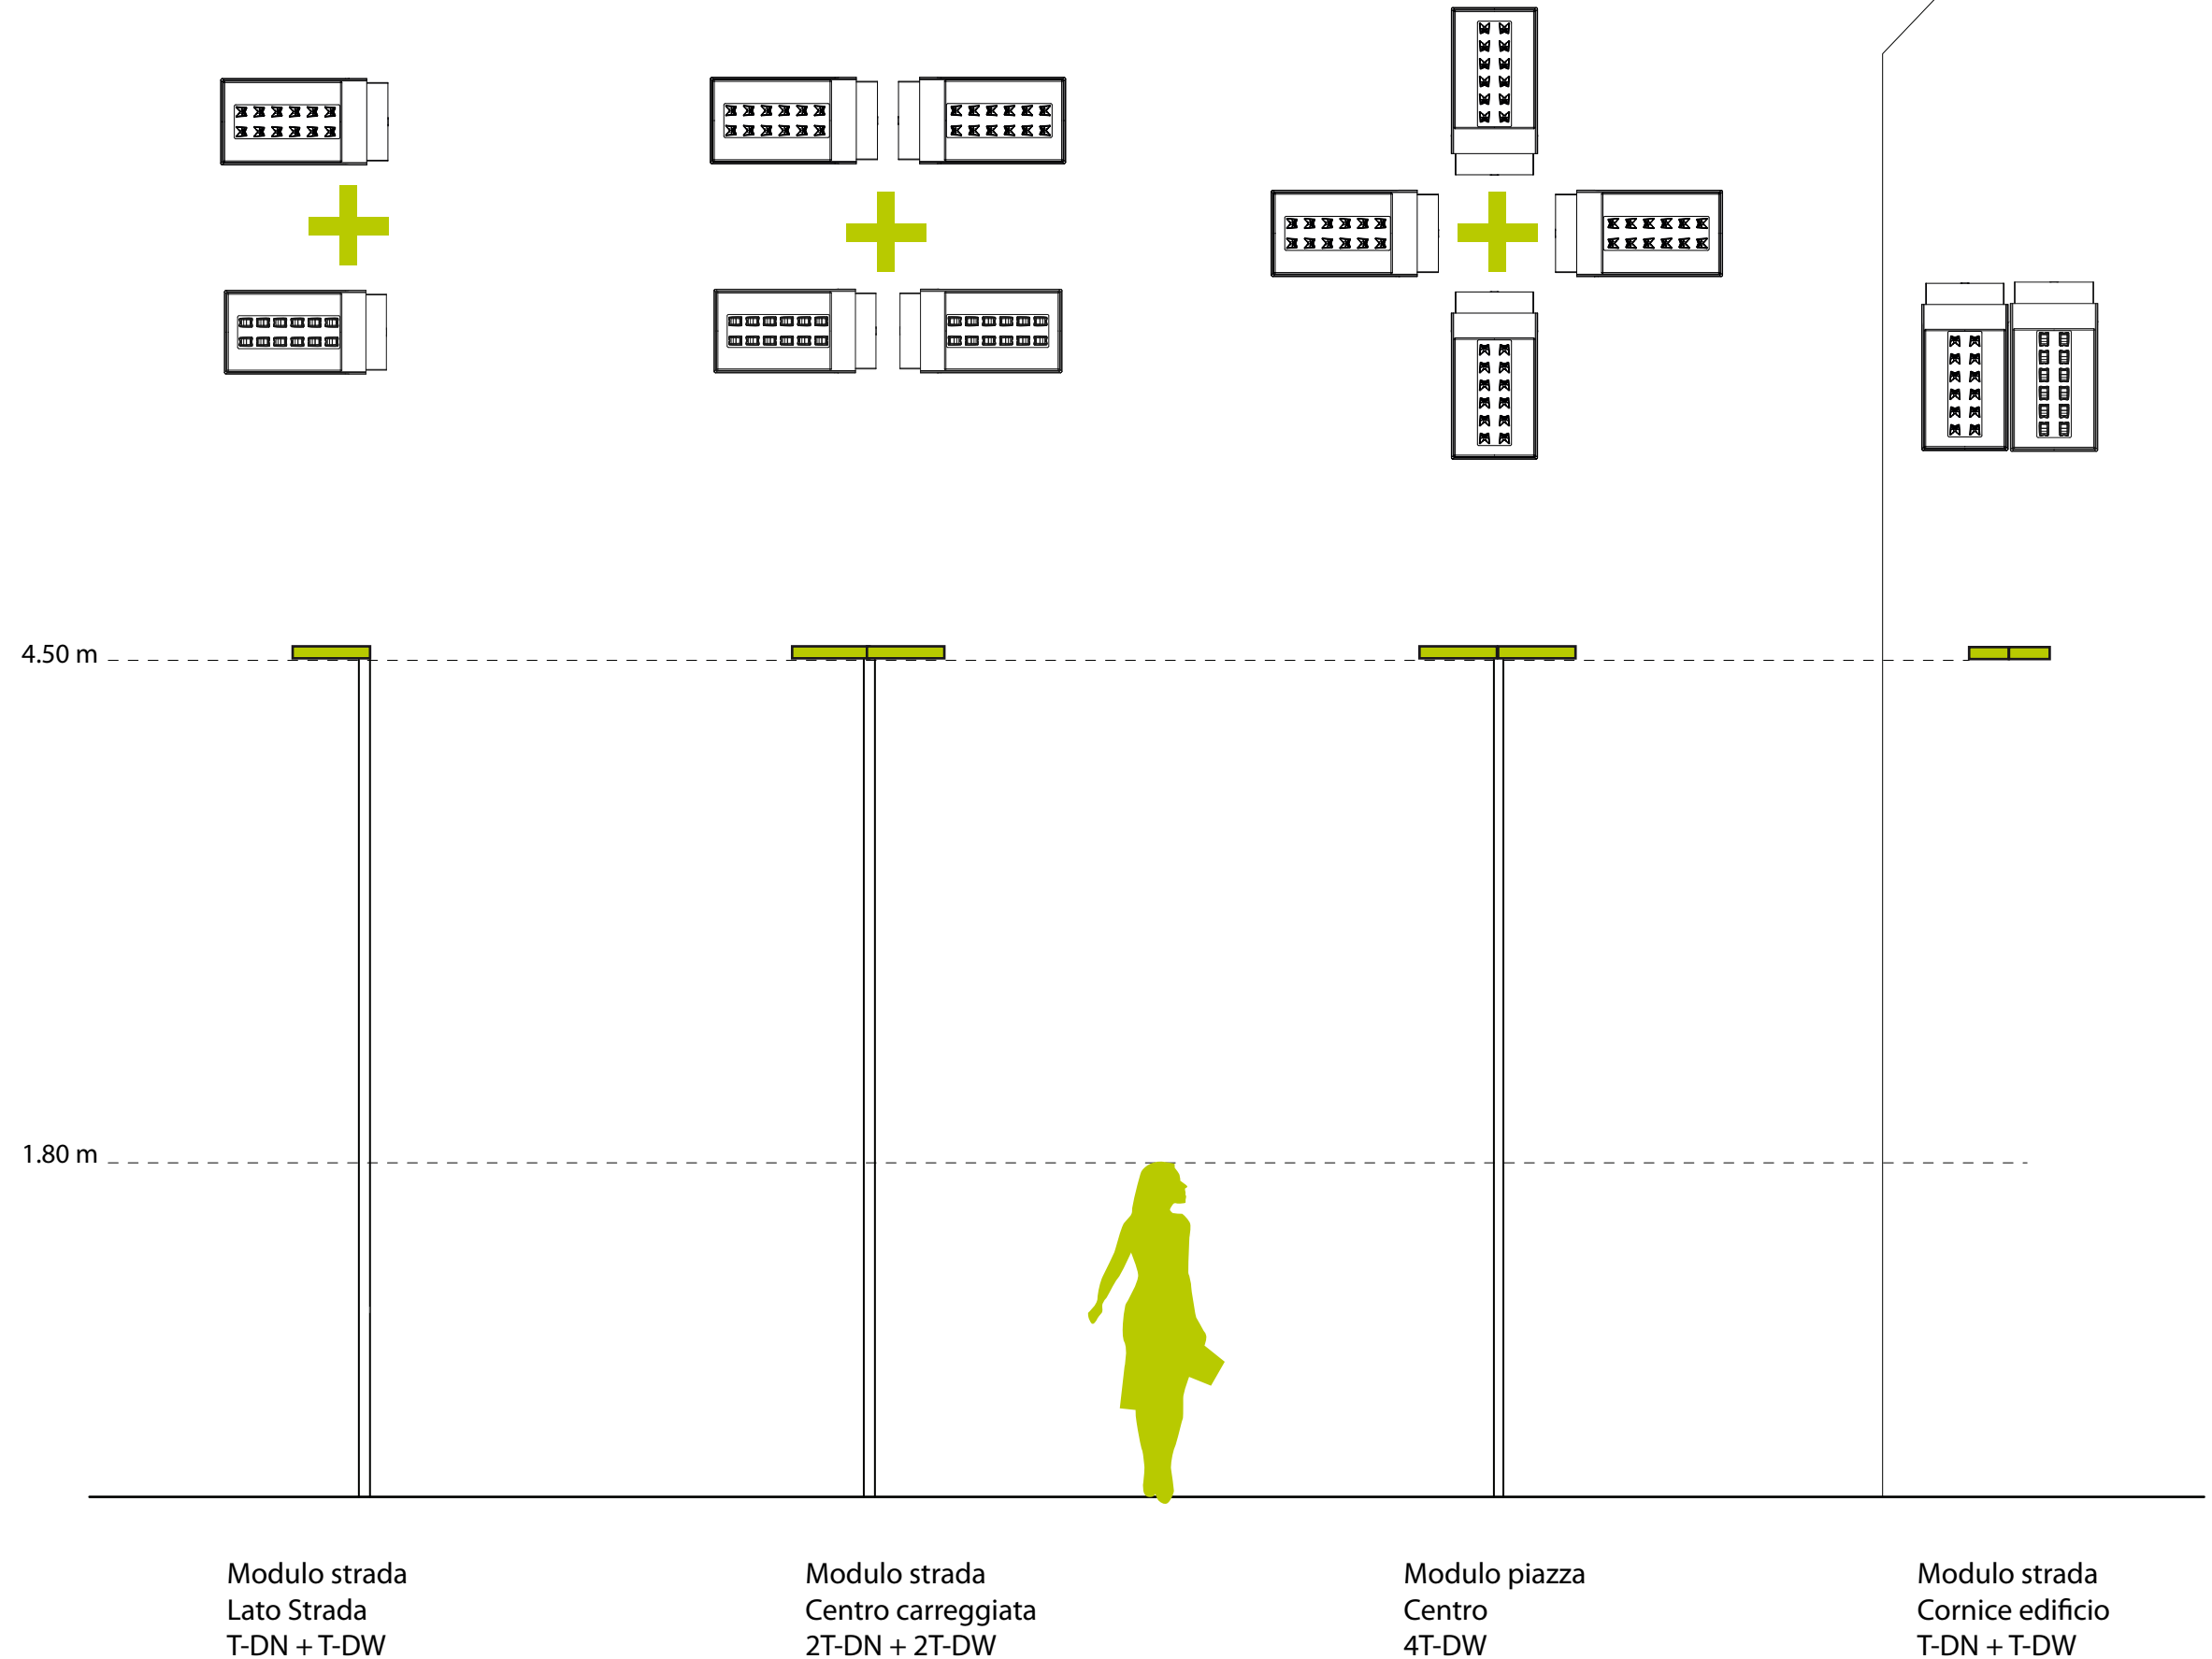 4.50 m
1.80 m
Modulo strada
Lato Strada
T-DN + T-DW
Modulo strada
Centro carreggiata
2T-DN + 2T-DW
Modulo piazza
Centro
4T-DW
Modulo strada
Cornice edificio
T-DN + T-DW